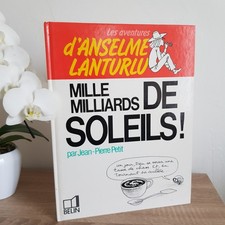 Les aventures
d'ANSELME
LANTURLU
MILLE
MILLIARDS DE
SOLEILS!
par Jean-Pierre Petit
BELIN